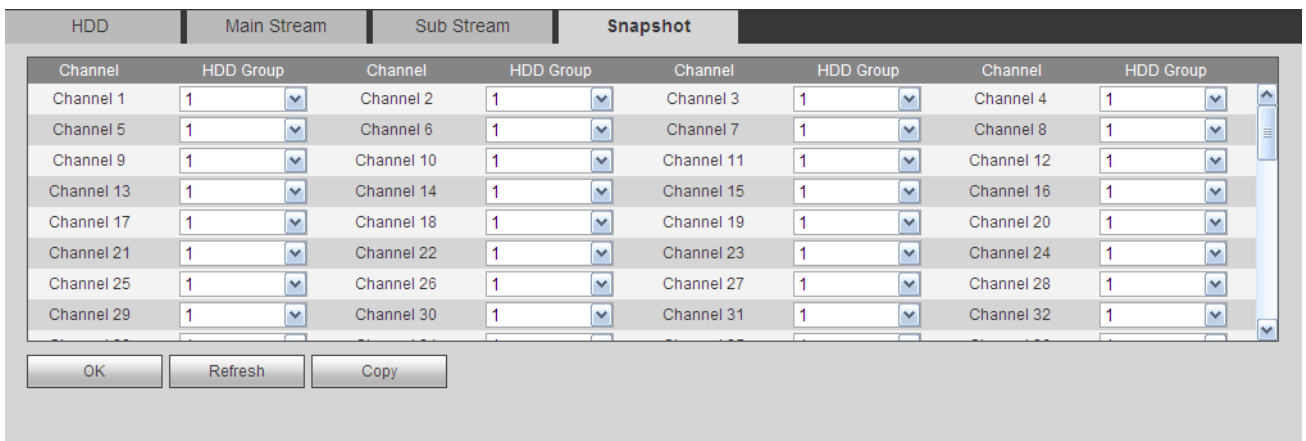 HDD Main Stream Sub Stream Snapshot
Channel HDD Group Channel HDD Group Channel HDD Group Channel HDD Group
Channel 1 1 Channel 2 1 Channel 3 1 Channel 4 1
Channel 5 1 Channel 6 1 Channel 7 1 Channel 8 1
Channel 9 1 Channel 10 1 Channel 11 1 Channel 12 1
Channel 13 1 Channel 14 1 Channel 15 1 Channel 16 1
Channel 17 1 Channel 18 1 Channel 19 1 Channel 20 1
Channel 21 1 Channel 22 1 Channel 23 1 Channel 24 1
Channel 25 1 Channel 26 1 Channel 27 1 Channel 28 1
Channel 29 1 Channel 30 1 Channel 31 1 Channel 32 1
OK Refresh Copy